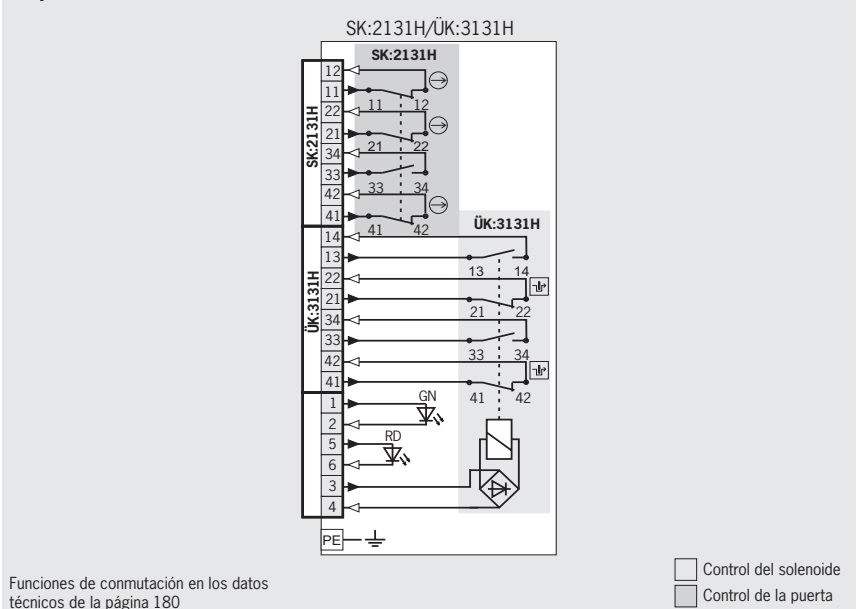 SK:2131H/ÜK:3131H
SK:2131H
12
11
11 12
22
21
21 22
34
33
33 34
42
41
41 42
SK:2131H
ÜK:3131H
14
13
13 14
22
21
21 22
34
33
33 34
42
41
41 42
ÜK:3131H
1
GN
2
5
RD
6
3
4
PE
Funciones de conmutación en los datos
técnicos de la página 180
Control del solenoide
Control de la puerta